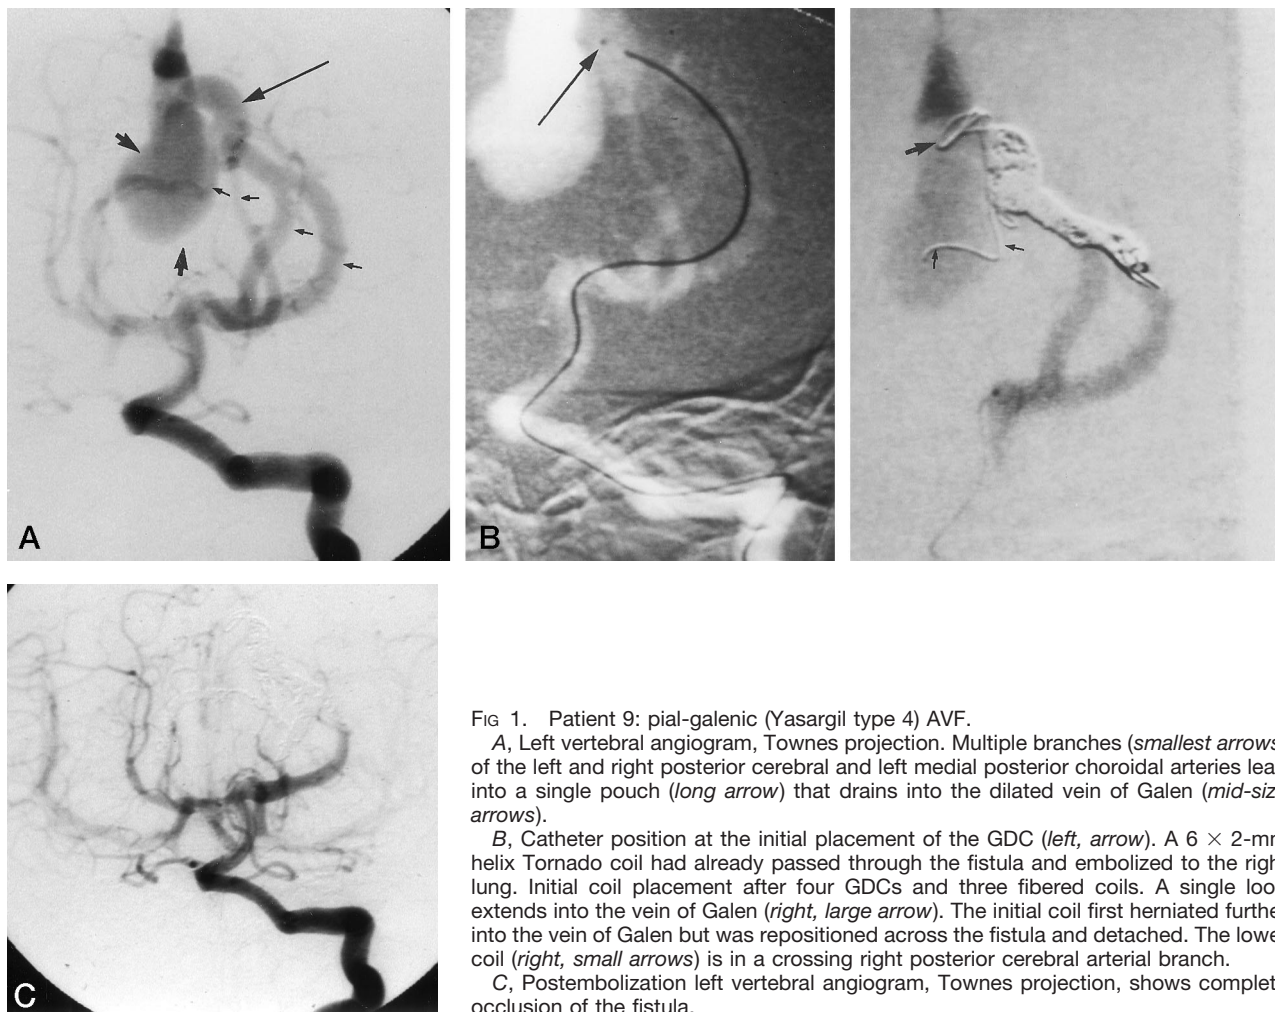 A
B
C
FIG 1. Patient 9: pial-galenic (Yasargil type 4) AVF.
A, Left vertebral angiogram, Townes projection. Multiple branches (smallest arrows
of the left and right posterior cerebral and left medial posterior choroidal arteries lea
into a single pouch (long arrow) that drains into the dilated vein of Galen (mid-siz
arrows).
B, Catheter position at the initial placement of the GDC (left, arrow). A 6 × 2-mm
helix Tornado coil had already passed through the fistula and embolized to the righ
lung. Initial coil placement after four GDCs and three fibered coils. A single loo
extends into the vein of Galen (right, large arrow). The initial coil first herniated furthe
into the vein of Galen but was repositioned across the fistula and detached. The lowe
coil (right, small arrows) is in a crossing right posterior cerebral arterial branch.
C, Postembolization left vertebral angiogram, Townes projection, shows complet
occlusion of the fistula.